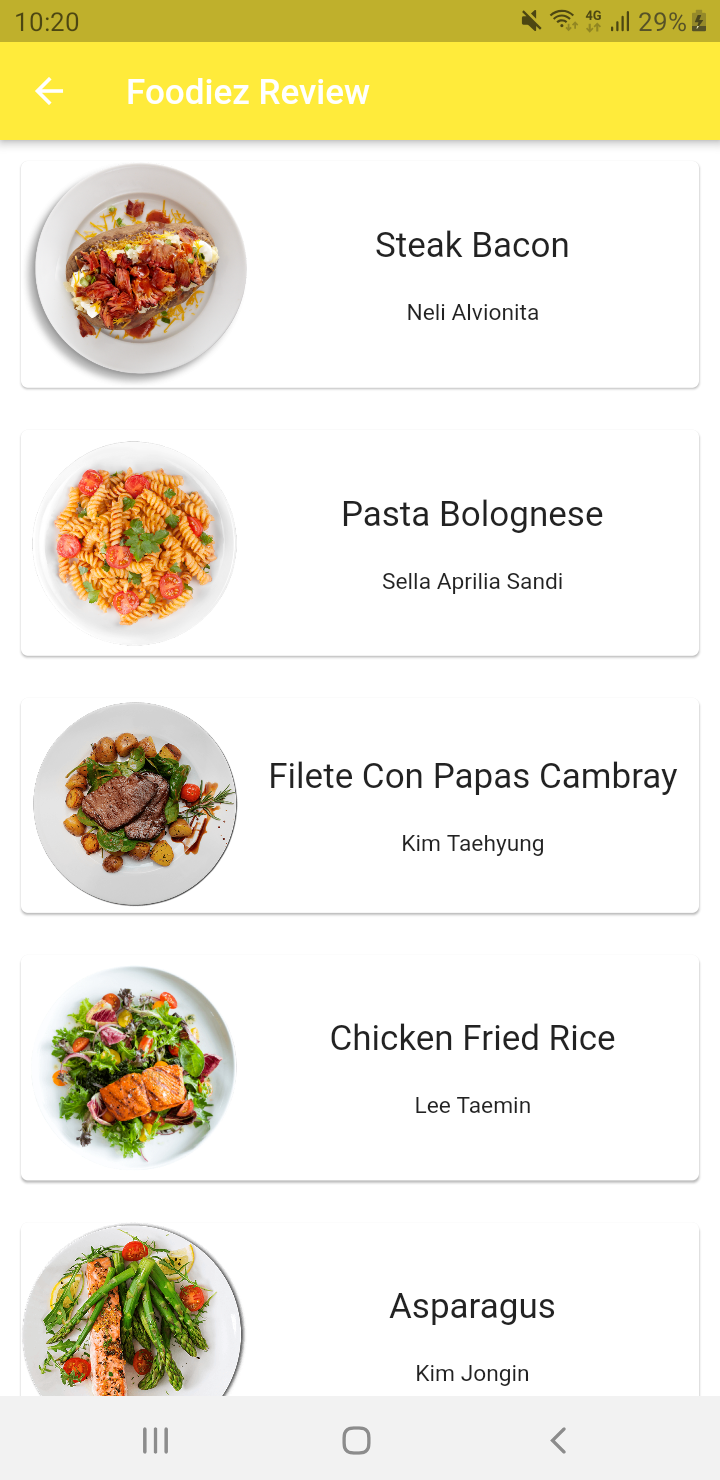 10:20
4G
29%
Foodiez Review
Steak Bacon
Neli Alvionita
Pasta Bolognese
Sella Aprilia Sandi
Filete Con Papas Cambray
Kim Taehyung
Chicken Fried Rice
Lee Taemin
Asparagus
Kim Jongin